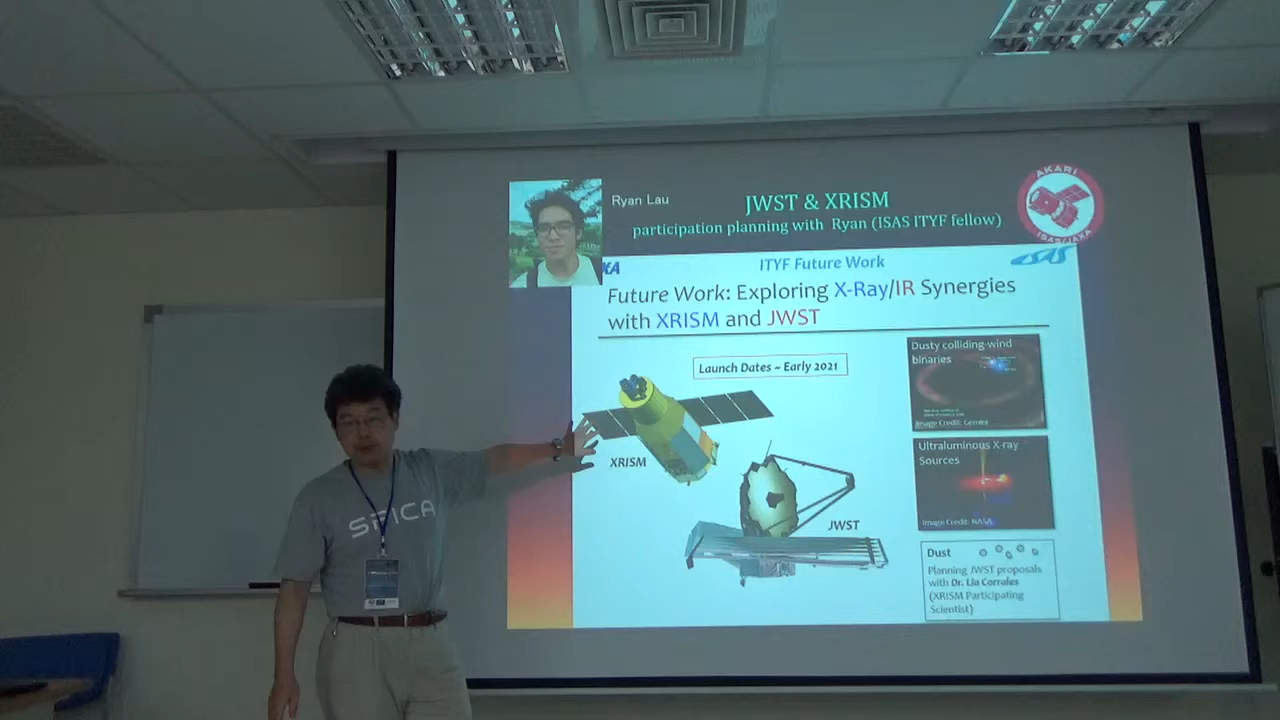 Ryan Lau
JWST & XRISM
participation planning with Ryan (ISAS ITYF fellow)
AKARI
ISAS/JAXA
XA
isas
ITYF Future Work
Future Work: Exploring X-Ray/IR Synergies
with XRISM and JWST
Launch Dates ~ Early 2021
XRISM
JWST
Dusty colliding-wind
binaries
Image Credit: Gemini
Ultraluminous X-ray
Sources
Image Credit: NASA
Dust
Planning JWST proposals
with Dr. Lia Corrales
(XRISM Participating
Scientist)
SPICA